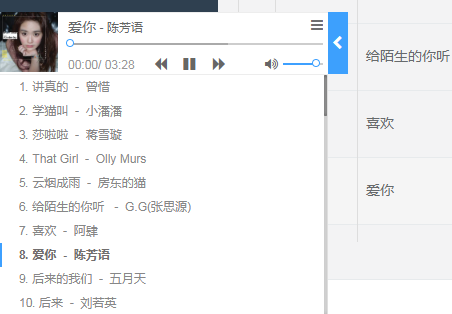 爱你 - 陈芳语
00:00/ 03:28
1. 讲真的 - 曾惜
2. 学猫叫 - 小潘潘
3. 莎啦啦 - 蒋雪璇
4. That Girl - Olly Murs
5. 云烟成雨 - 房东的猫
6. 给陌生的你听 - G.G(张思源)
7. 喜欢 - 阿肆
8. 爱你 - 陈芳语
9. 后来的我们 - 五月天
10. 后来 - 刘若英
给陌生的你听
喜欢
爱你